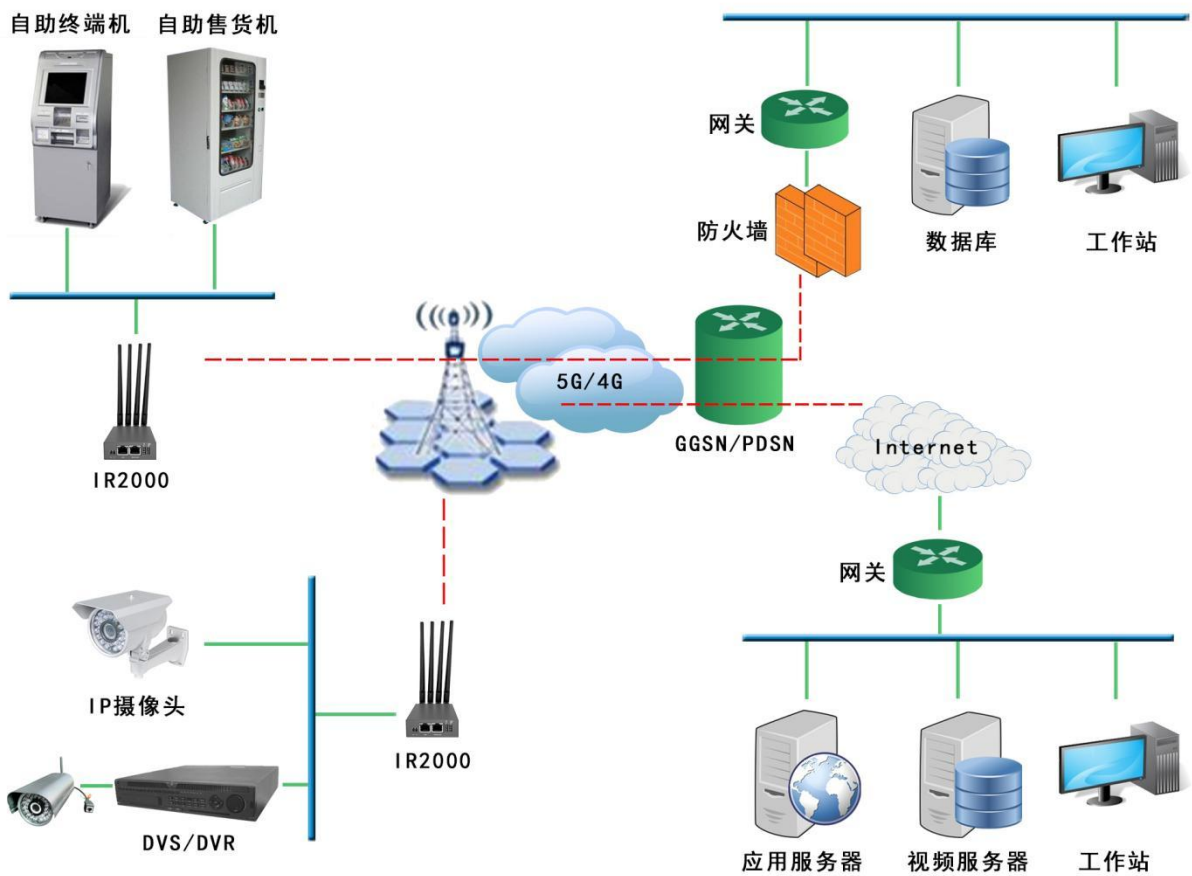 自助终端机
自助售货机
网关
防火墙
数据库
工作站
5G/4G
GGSN/PDSN
Internet
IR2000
网关
IP摄像头
IR2000
DVS/DVR
应用服务器
视频服务器
工作站